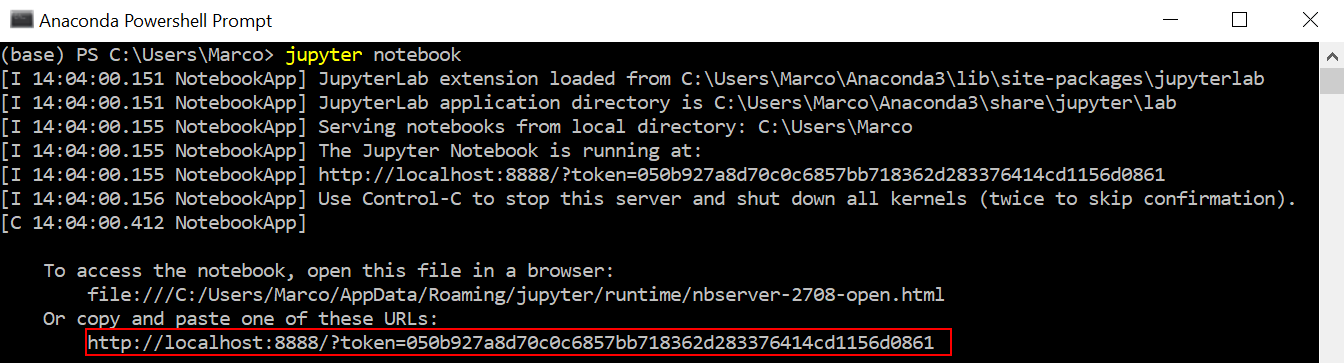 Anaconda Powershell Prompt
(base) PS C:\Users\Marco> jupyter notebook
[I 14:04:00.151 NotebookApp] JupyterLab extension loaded from C:\Users\Marco\Anaconda3\lib\site-packages\jupyterlab
[I 14:04:00.151 NotebookApp] JupyterLab application directory is C:\Users\Marco\Anaconda3\share\jupyter\lab
[I 14:04:00.155 NotebookApp] Serving notebooks from local directory: C:\Users\Marco
[I 14:04:00.155 NotebookApp] The Jupyter Notebook is running at:
[I 14:04:00.155 NotebookApp] http://localhost:8888/?token=050b927a8d70c0c6857bb718362d283376414cd1156d0861
[I 14:04:00.156 NotebookApp] Use Control-C to stop this server and shut down all kernels (twice to skip confirmation).
[C 14:04:00.412 NotebookApp]
To access the notebook, open this file in a browser:
file:///C:/Users/Marco/AppData/Roaming/jupyter/runtime/nbserver-2708-open.html
Or copy and paste one of these URLs:
http://localhost:8888/?token=050b927a8d70c0c6857bb718362d283376414cd1156d0861